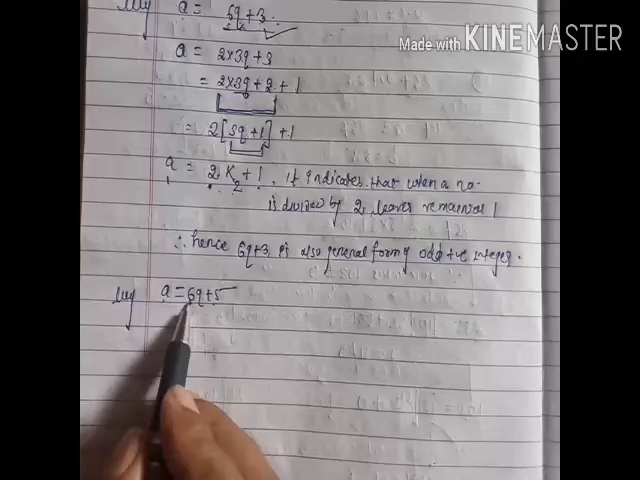 lly a = 6q+3.
Made with KINEMASTER
a = 2×3q+3
= 2×3q+2+1
= 2[3q+1]+1
a = 2K+1. It indicates that when a no.
is divided by 2, leaves remainder 1
∴ hence 6q+3 is also general form of odd +ve integer.
lly a=6q+5